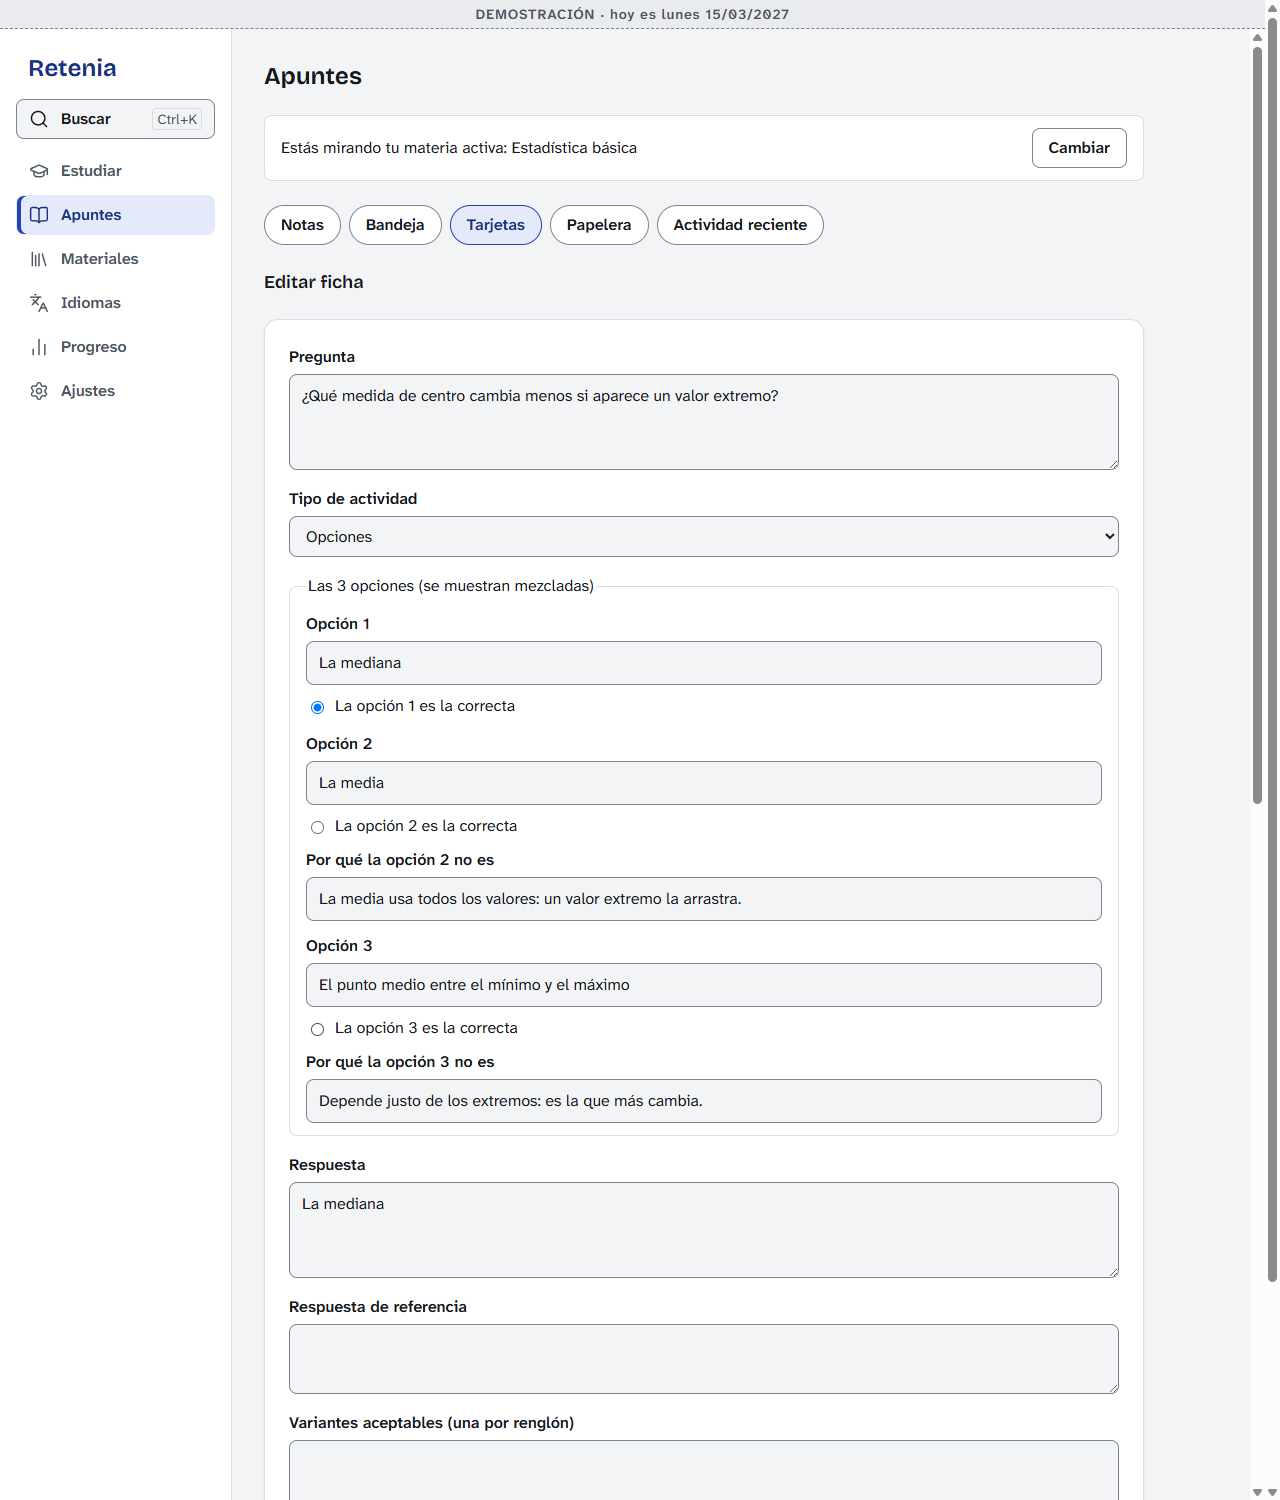 DEMOSTRACIÓN · hoy es lunes 15/03/2027
Retenia
Buscar Ctrl+K
Estudiar
Apuntes
Materiales
Idiomas
Progreso
Ajustes
Apuntes
Estás mirando tu materia activa: Estadística básica
Cambiar
Notas Bandeja Tarjetas Papelera Actividad reciente
Editar ficha
Pregunta
¿Qué medida de centro cambia menos si aparece un valor extremo?
Tipo de actividad
Opciones
Las 3 opciones (se muestran mezcladas)
Opción 1
La mediana
La opción 1 es la correcta
Opción 2
La media
La opción 2 es la correcta
Por qué la opción 2 no es
La media usa todos los valores: un valor extremo la arrastra.
Opción 3
El punto medio entre el mínimo y el máximo
La opción 3 es la correcta
Por qué la opción 3 no es
Depende justo de los extremos: es la que más cambia.
Respuesta
La mediana
Respuesta de referencia
Variantes aceptables (una por renglón)